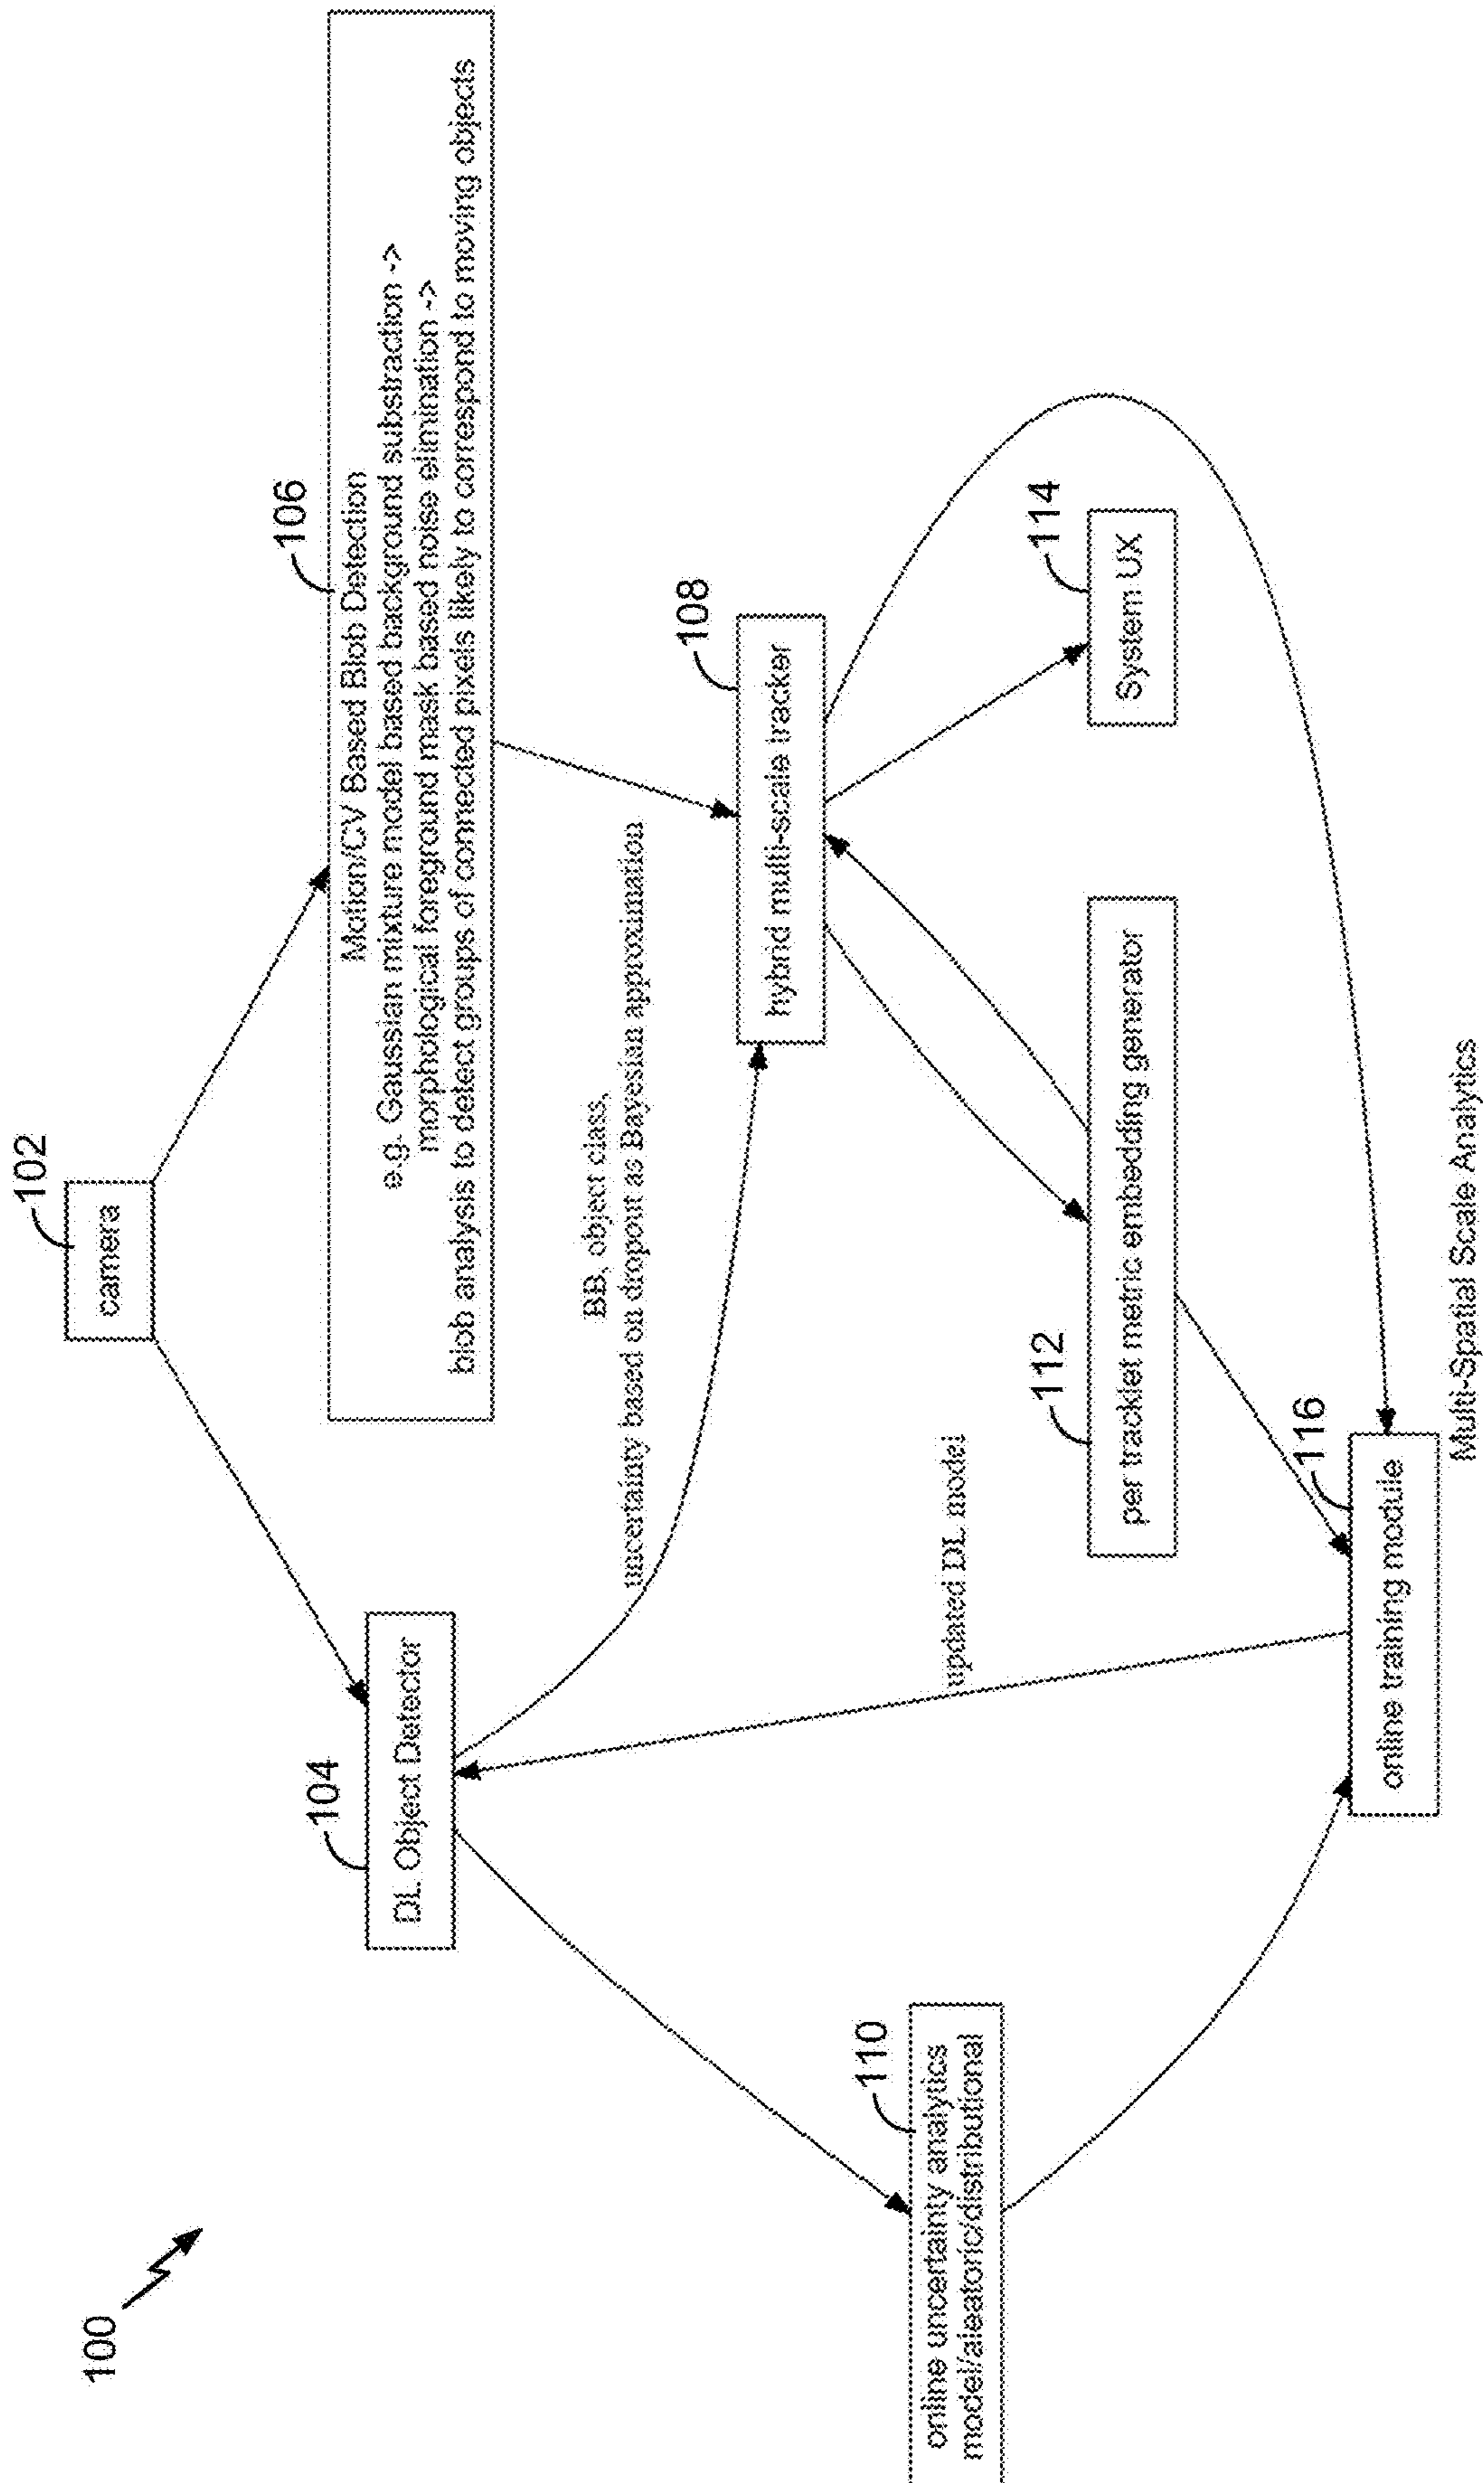 100
102
camera
104
DL Object Detector
106
Motion/CV Based Blob Detection
e.g. Gaussian mixture model based background substraction ->
morphological foreground mask based noise elimination ->
blob analysis to detect groups of connected pixels likely to correspond to moving objects
BB, object class,
uncertainty based on dropout as Bayesian approximation
108
hybrid multi-scale tracker
110
online uncertainty analytics
model/aleatoric/distributional
updated DL model
112
per tracklet metric embedding generator
114
System UX
116
online training module
Multi-Spatial Scale Analytics